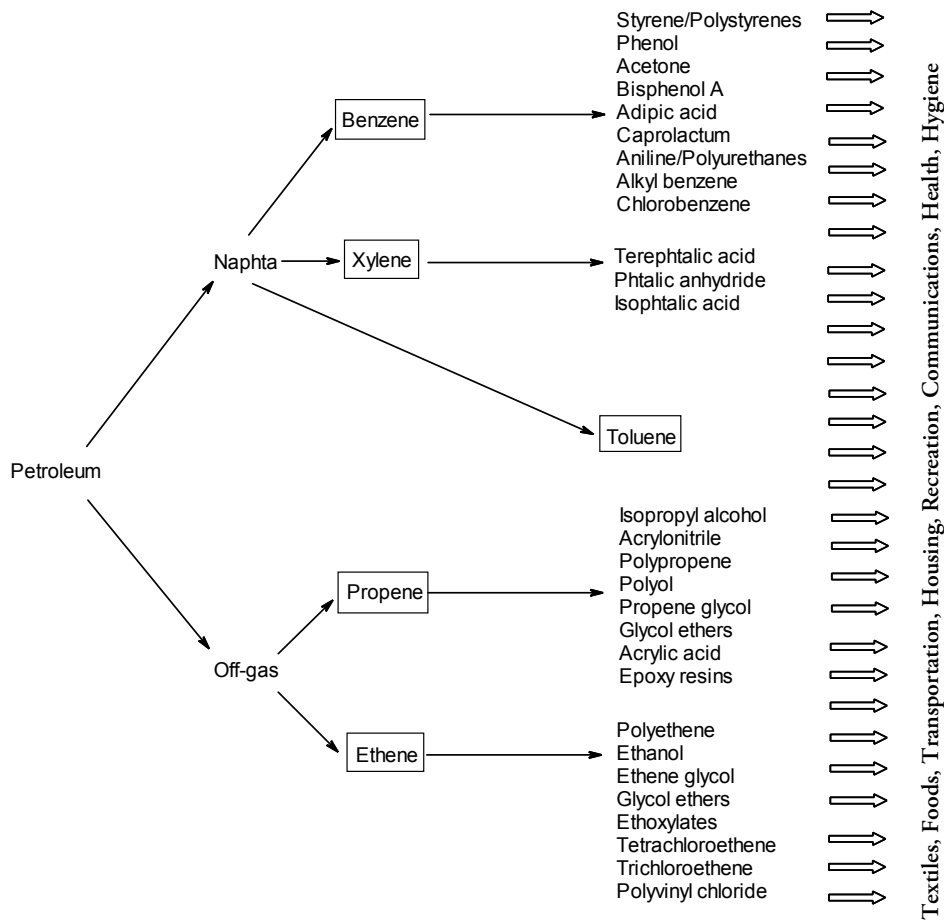 Styrene/Polystyrenes
Phenol
Acetone
Bisphenol A
Adipic acid
Caprolactum
Aniline/Polyurethanes
Alkyl benzene
Chlorobenzene
Benzene
Naphta
Xylene
Terephtalic acid
Phtalic anhydride
Isophtalic acid
Toluene
Petroleum
Isopropyl alcohol
Acrylonitrile
Polypropene
Polyol
Propene glycol
Glycol ethers
Acrylic acid
Epoxy resins
Propene
Off-gas
Ethene
Polyethene
Ethanol
Ethene glycol
Glycol ethers
Ethoxylates
Tetrachloroethene
Trichloroethene
Polyvinyl chloride
Textiles, Foods, Transportation, Housing, Recreation, Communications, Health, Hygiene